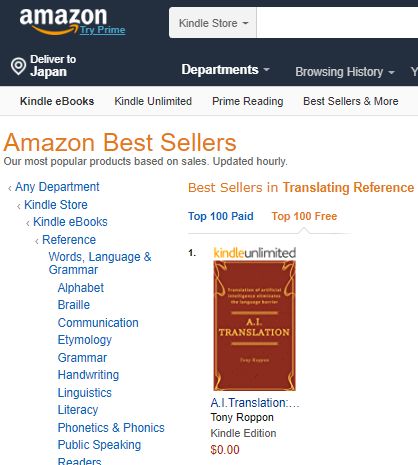 amazon
Try Prime
Kindle Store
Deliver to
Japan
Departments
Browsing History
Y
Kindle eBooks
Kindle Unlimited
Prime Reading
Best Sellers & More
Amazon Best Sellers
Our most popular products based on sales. Updated hourly.
‹ Any Department
‹ Kindle Store
‹ Kindle eBooks
‹ Reference
Words, Language &
Grammar
Alphabet
Braille
Communication
Etymology
Grammar
Handwriting
Linguistics
Literacy
Phonetics & Phonics
Public Speaking
Readers
Best Sellers in Translating Reference
Top 100 Paid
Top 100 Free
1.
kindleunlimited
Translation of artificial
intelligence eliminates
the language barrier
A.I.
TRANSLATION
Tony Roppon
A.I.Translation:...
Tony Roppon
Kindle Edition
$0.00